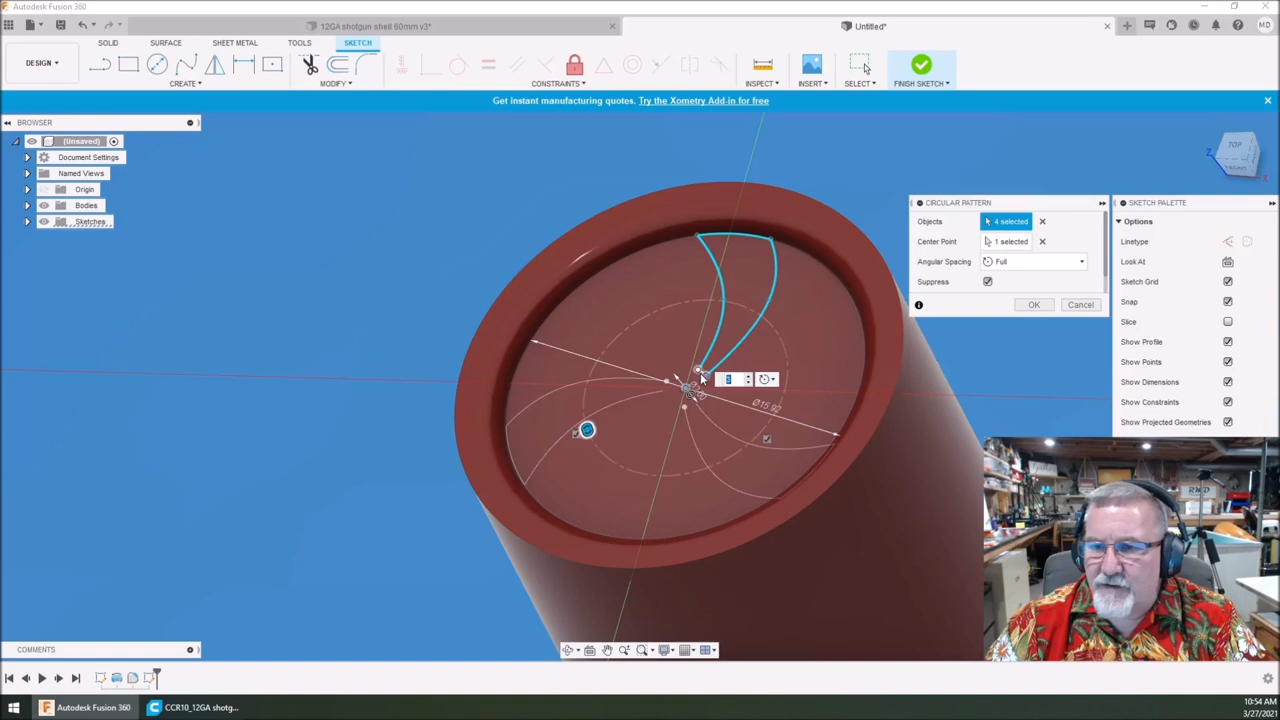 Autodesk Fusion 360
12GA shotgun shell 60mm v3*
Untitled*
MD
DESIGN
SOLID SURFACE SHEET METAL TOOLS SKETCH
CREATE MODIFY CONSTRAINTS INSPECT INSERT SELECT FINISH SKETCH
Get instant manufacturing quotes. Try the Xometry Add-in for free
BROWSER
(Unsaved)
Document Settings
Named Views
Origin
Bodies
Sketches
TOP
Z
X
CIRCULAR PATTERN
Objects 4 selected
Center Point 1 selected
Angular Spacing Full
Suppress
OK Cancel
SKETCH PALETTE
Options
Linetype
Look At
Sketch Grid
Snap
Slice
Show Profile
Show Points
Show Dimensions
Show Constraints
Show Projected Geometries
3
Ø15.92
COMMENTS
Autodesk Fusion 360
CCR10_12GA shotg...
10:54 AM
3/27/2021